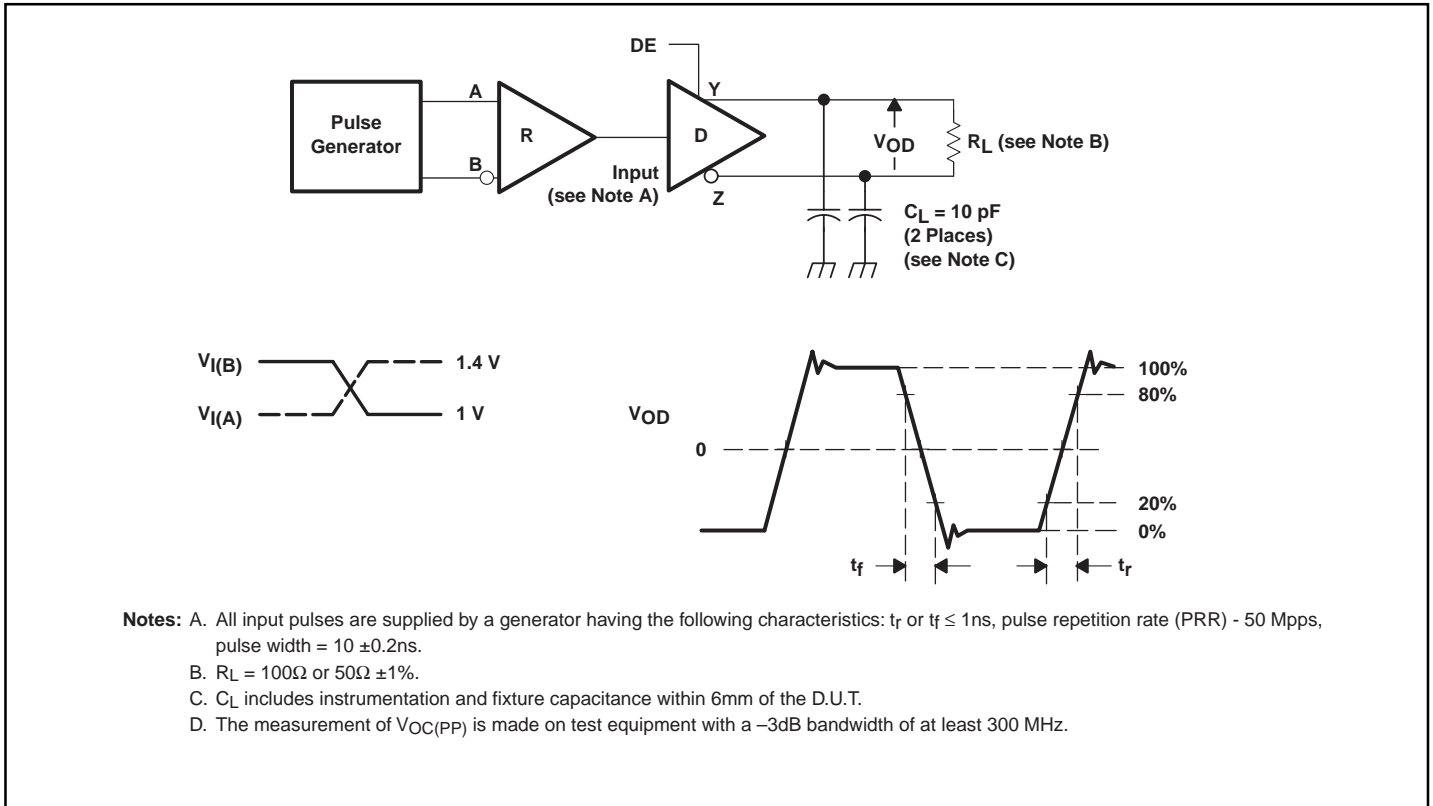 DE
Pulse
Generator
A
B
R
Input
(see Note A)
D
Y
Z
VOD
RL (see Note B)
CL = 10 pF
(2 Places)
(see Note C)
VI(B)
1.4 V
VI(A)
1 V
VOD
0
100%
80%
20%
0%
tf
tr
Notes: A. All input pulses are supplied by a generator having the following characteristics: tr or tf ≤ 1ns, pulse repetition rate (PRR) - 50 Mpps,
pulse width = 10 ±0.2ns.
B. RL = 100Ω or 50Ω ±1%.
C. CL includes instrumentation and fixture capacitance within 6mm of the D.U.T.
D. The measurement of VOC(PP) is made on test equipment with a –3dB bandwidth of at least 300 MHz.